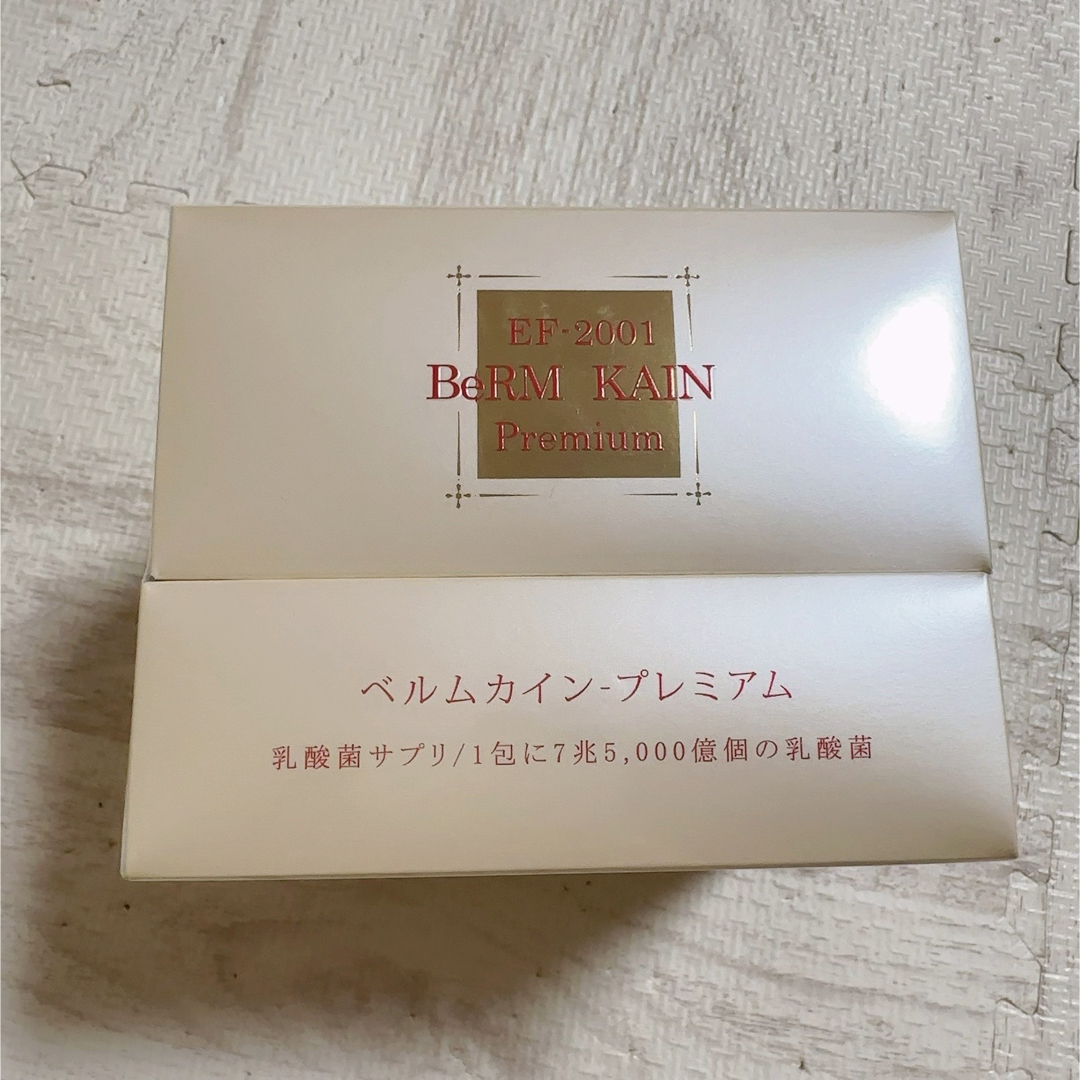 EF-2001
BeRM KAIN
Premium
ベルムカイン-プレミアム
乳酸菌サプリ/1包に7兆5,000億個の乳酸菌